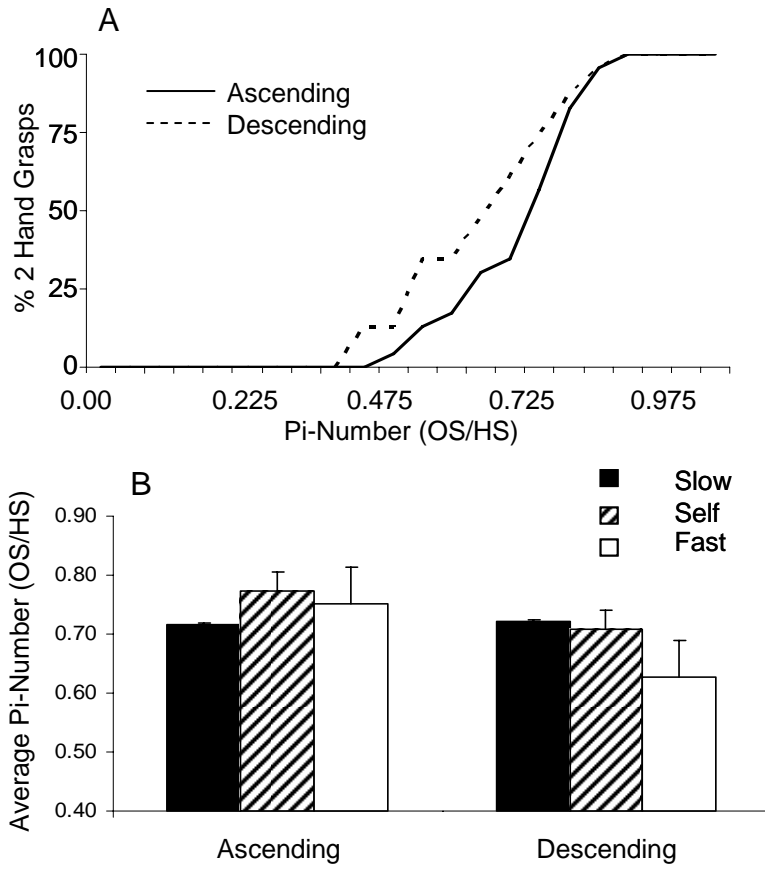 A
100
75
50
25
0
% 2 Hand Grasps
Ascending
Descending
0.00 0.225 0.475 0.725 0.975
Pi-Number (OS/HS)
B
Slow
Self
Fast
0.90
0.80
0.70
0.60
0.50
0.40
Average Pi-Number (OS/HS)
Ascending Descending